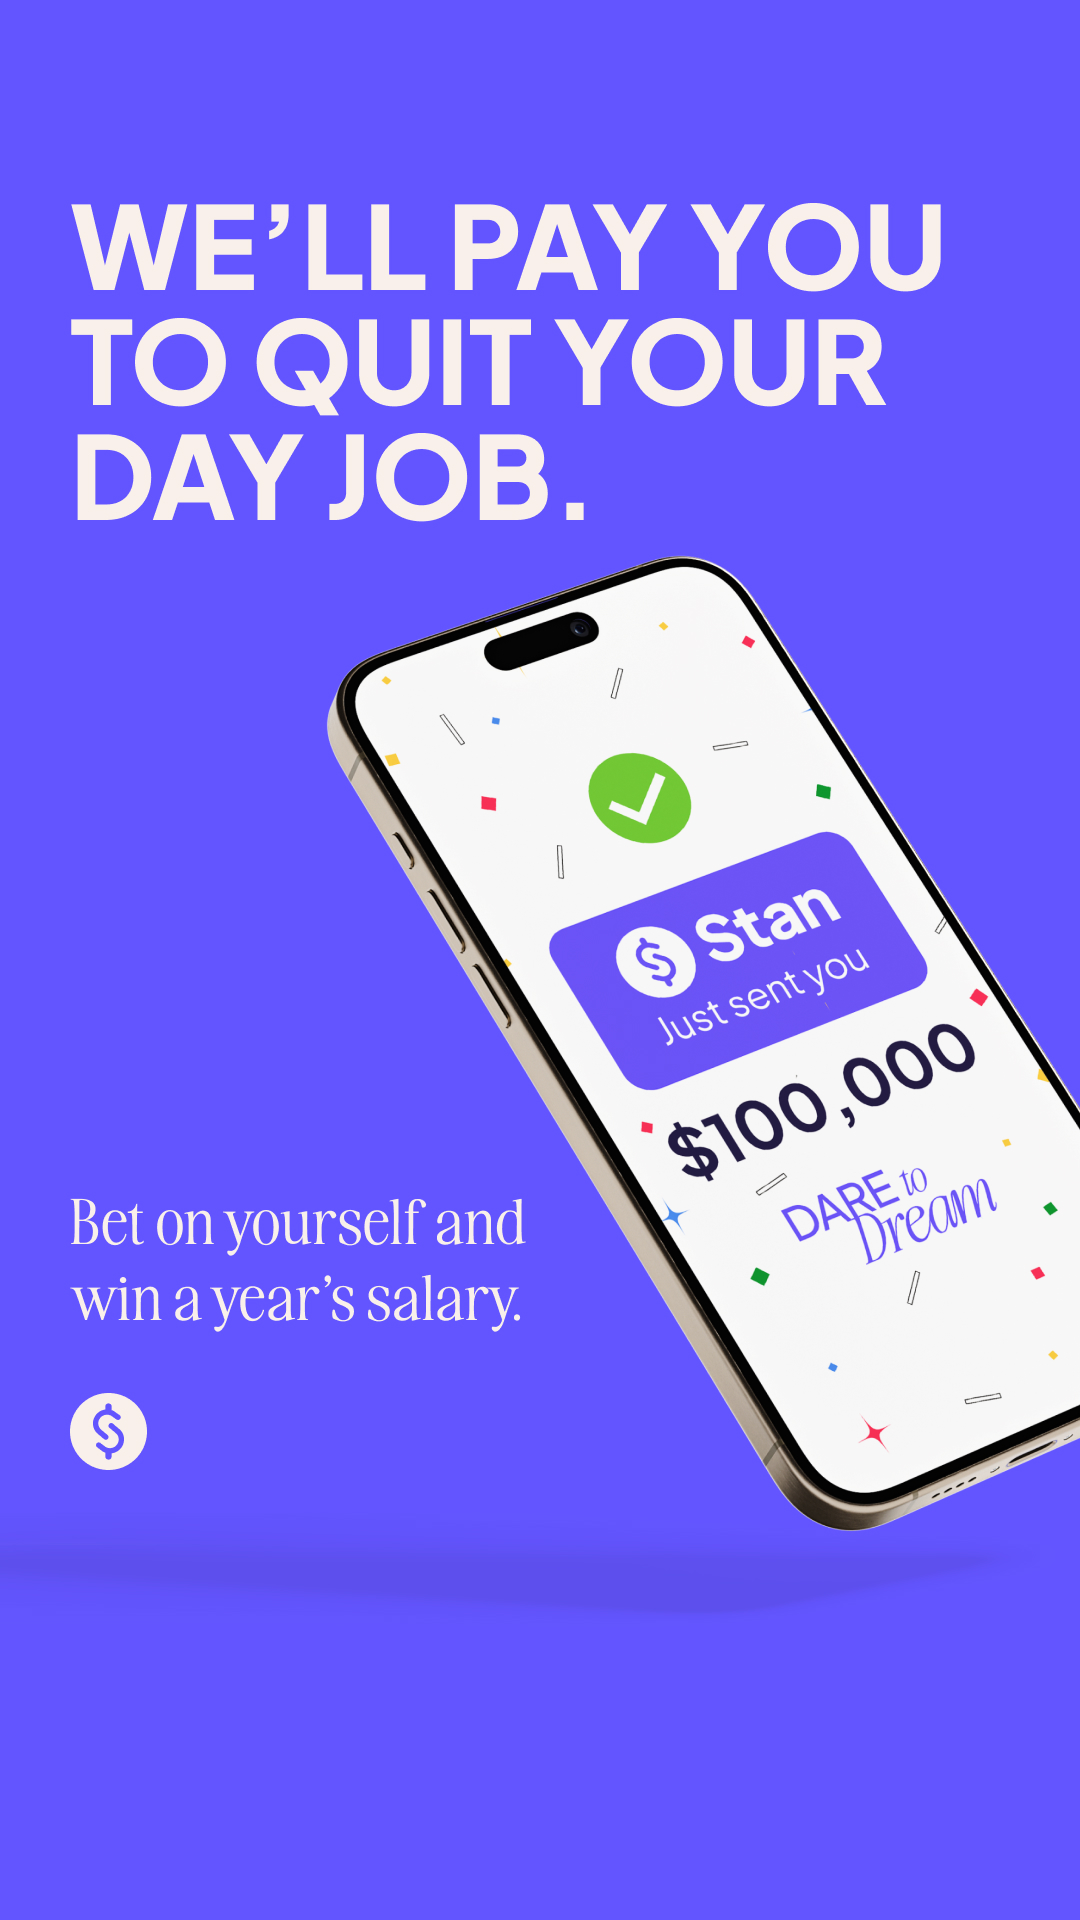 WE’LL PAY YOU
TO QUIT YOUR
DAY JOB.
Stan
Just sent you
$100,000
DARE to
Dream
Bet on yourself and
win a year’s salary.